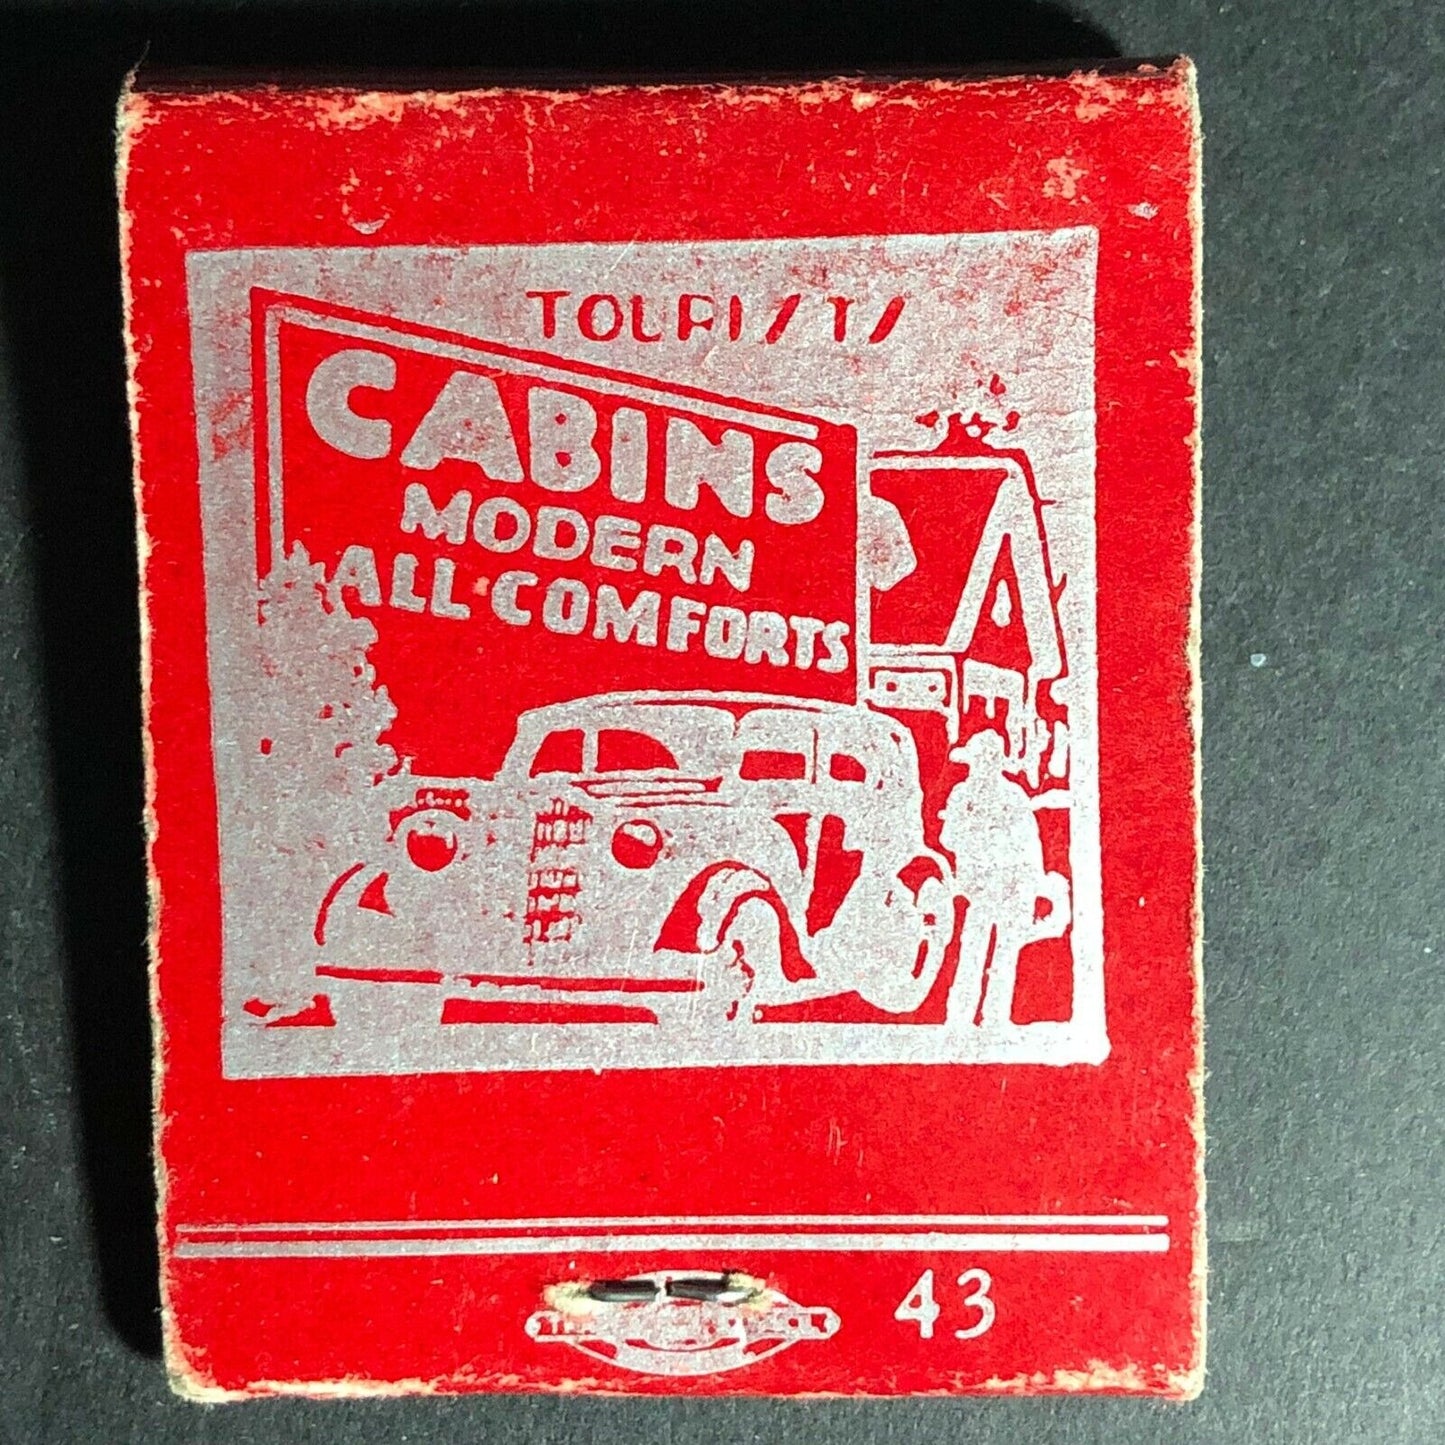 TOURISTS
CABINS
MODERN
ALL COMFORTS
43